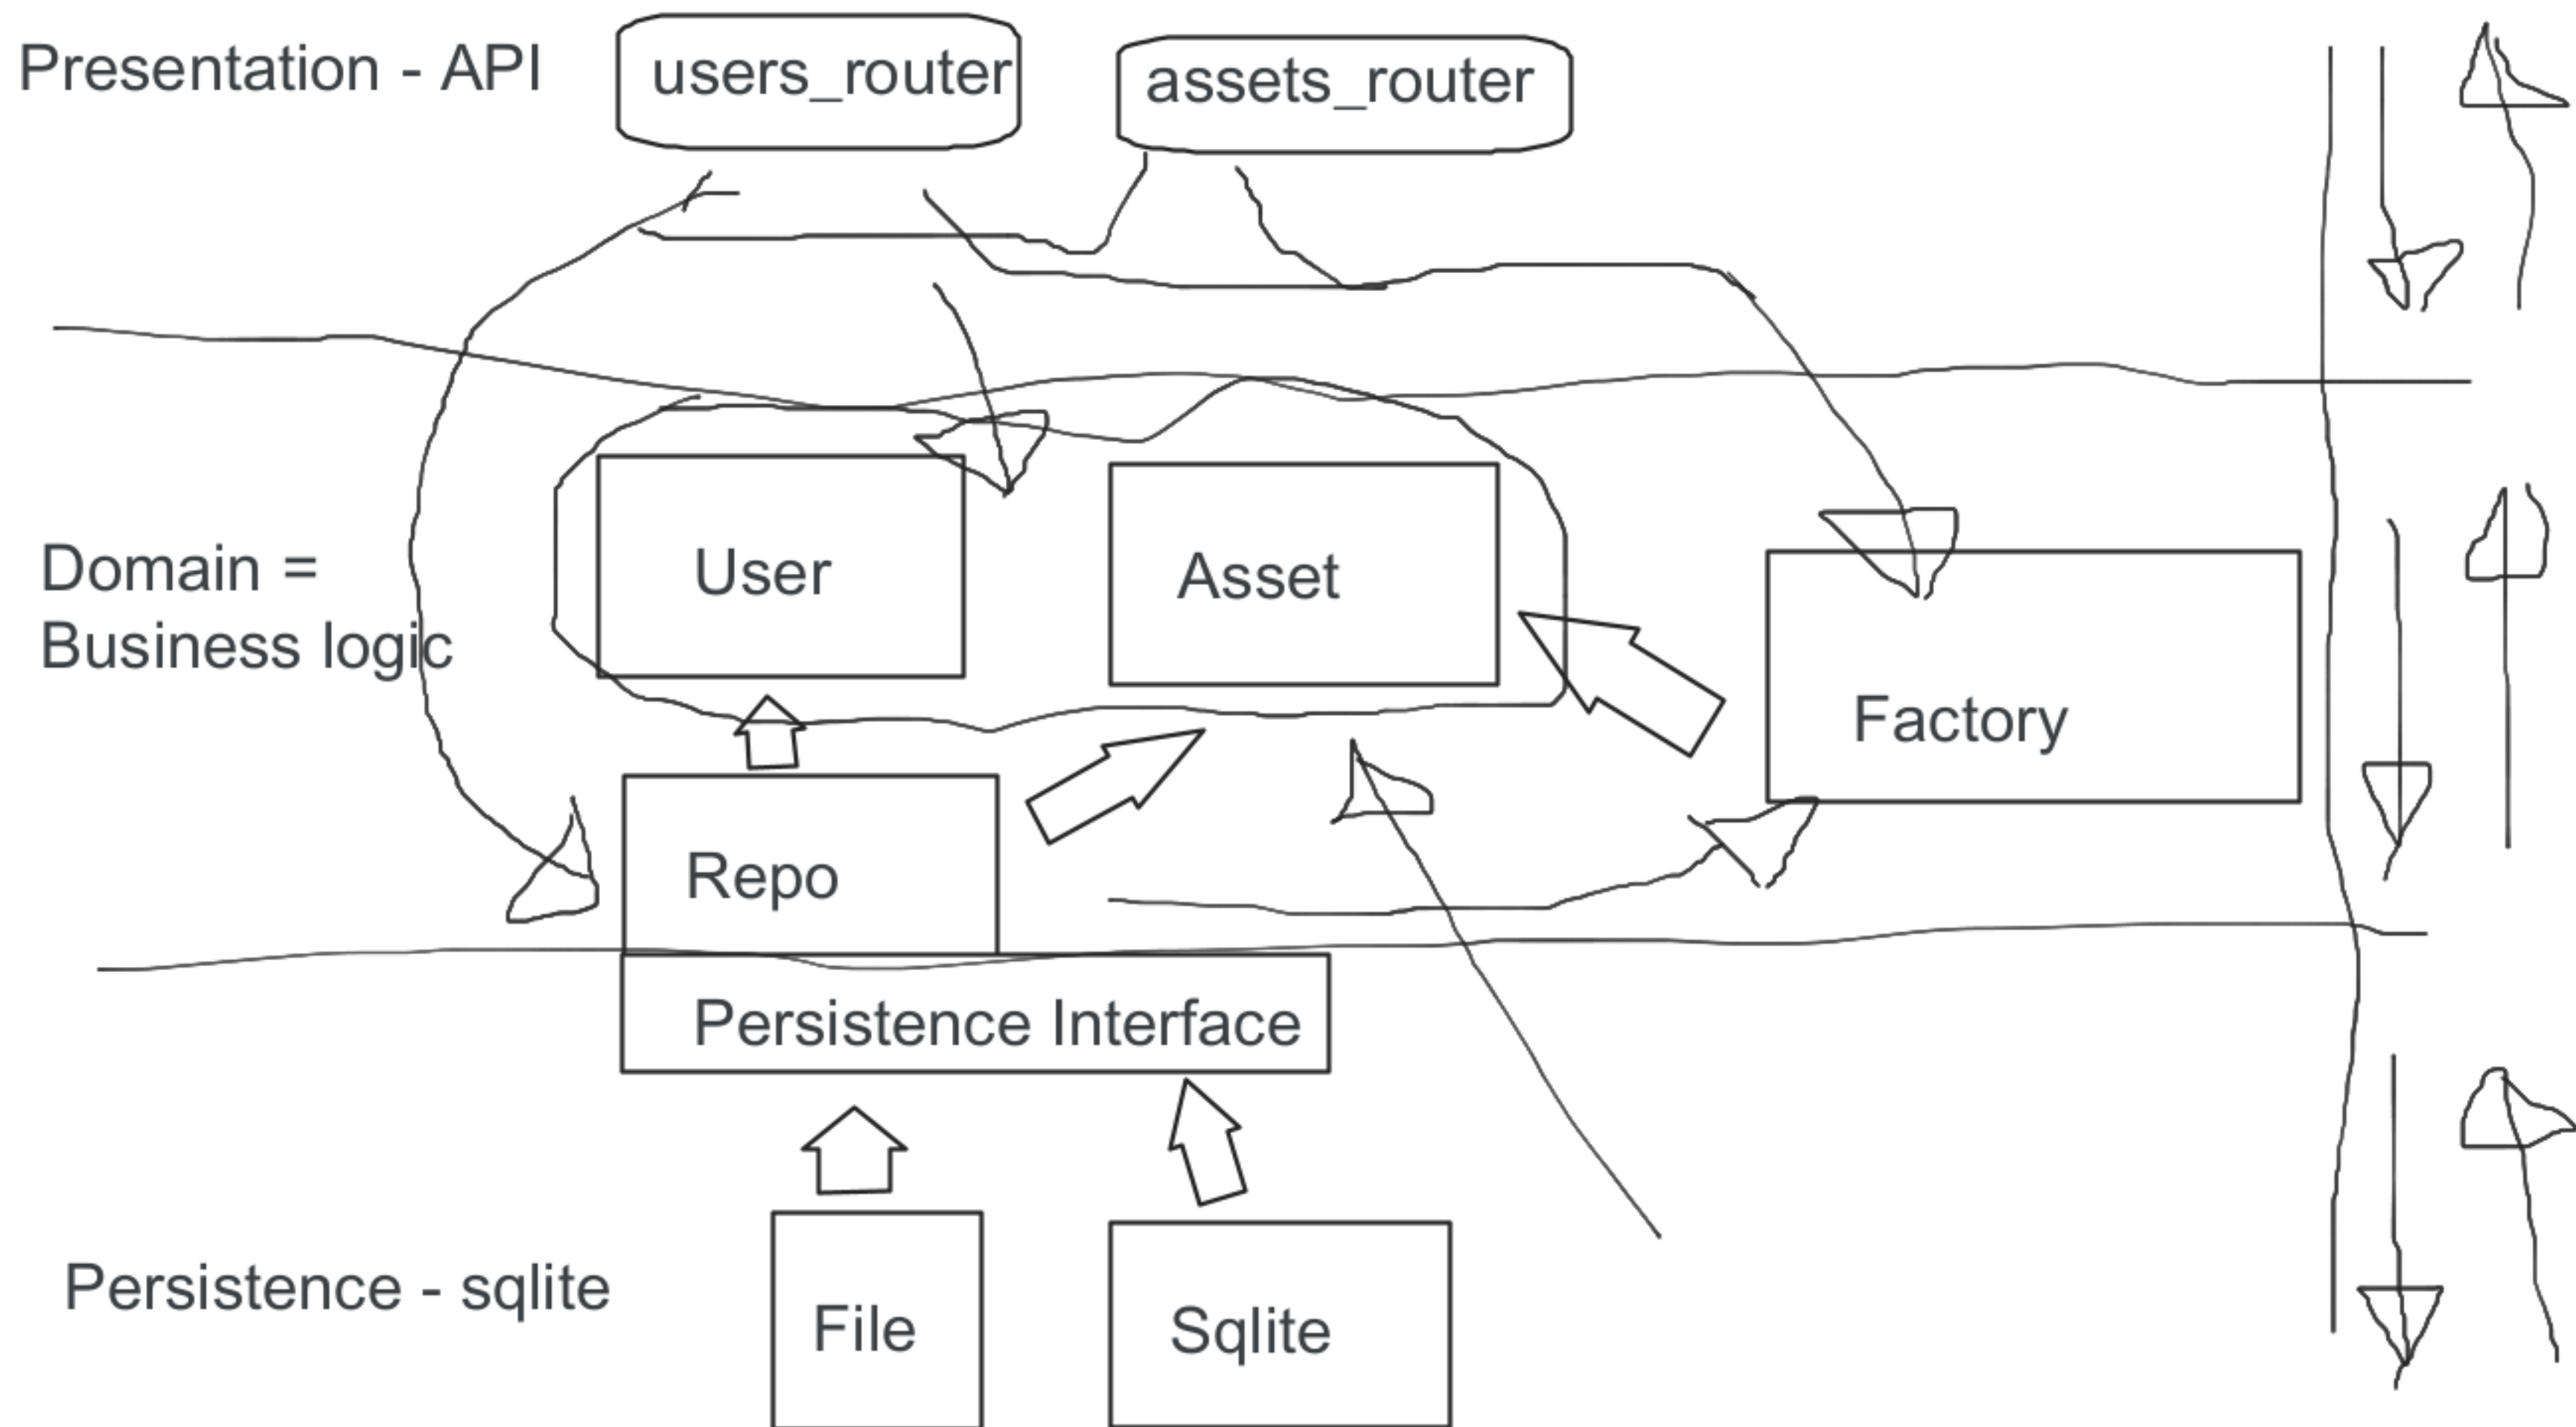 Presentation - API
users_router
assets_router
User
Asset
Domain =
Business logic
Factory
Repo
Persistence Interface
Persistence - sqlite
File
Sqlite